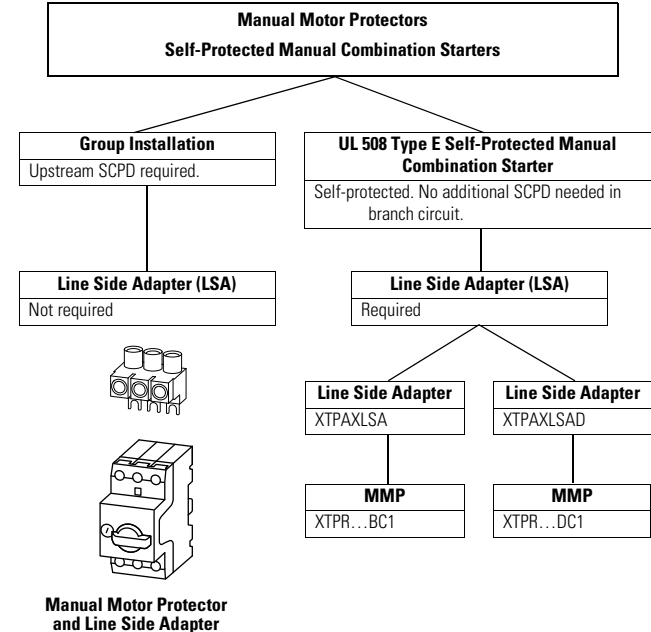 Manual Motor Protectors
Self-Protected Manual Combination Starters
Group Installation
Upstream SCPD required.
UL 508 Type E Self-Protected Manual
Combination Starter
Self-protected. No additional SCPD needed in
branch circuit.
Line Side Adapter (LSA)
Not required
Line Side Adapter (LSA)
Required
Line Side Adapter
XTPAXLSA
Line Side Adapter
XTPAXLSAD
MMP
XTPR…BC1
MMP
XTPR…DC1
Manual Motor Protector
and Line Side Adapter